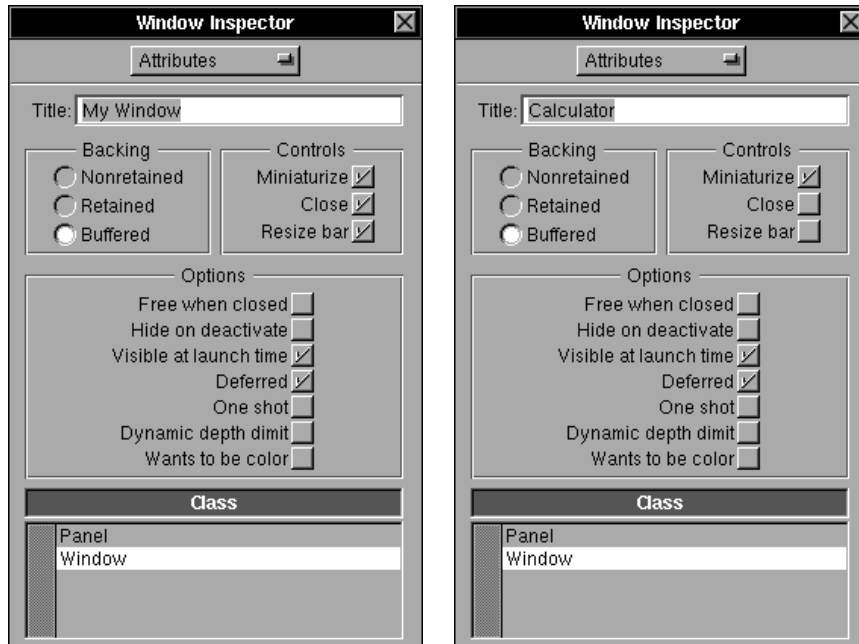 Window Inspector
Attributes
Title: My Window
Backing
Nonretained
Retained
Buffered
Controls
Miniaturize
Close
Resize bar
Options
Free when closed
Hide on deactivate
Visible at launch time
Deferred
One shot
Dynamic depth dimit
Wants to be color
Class
Panel
Window
Window Inspector
Attributes
Title: Calculator
Backing
Nonretained
Retained
Buffered
Controls
Miniaturize
Close
Resize bar
Options
Free when closed
Hide on deactivate
Visible at launch time
Deferred
One shot
Dynamic depth dimit
Wants to be color
Class
Panel
Window